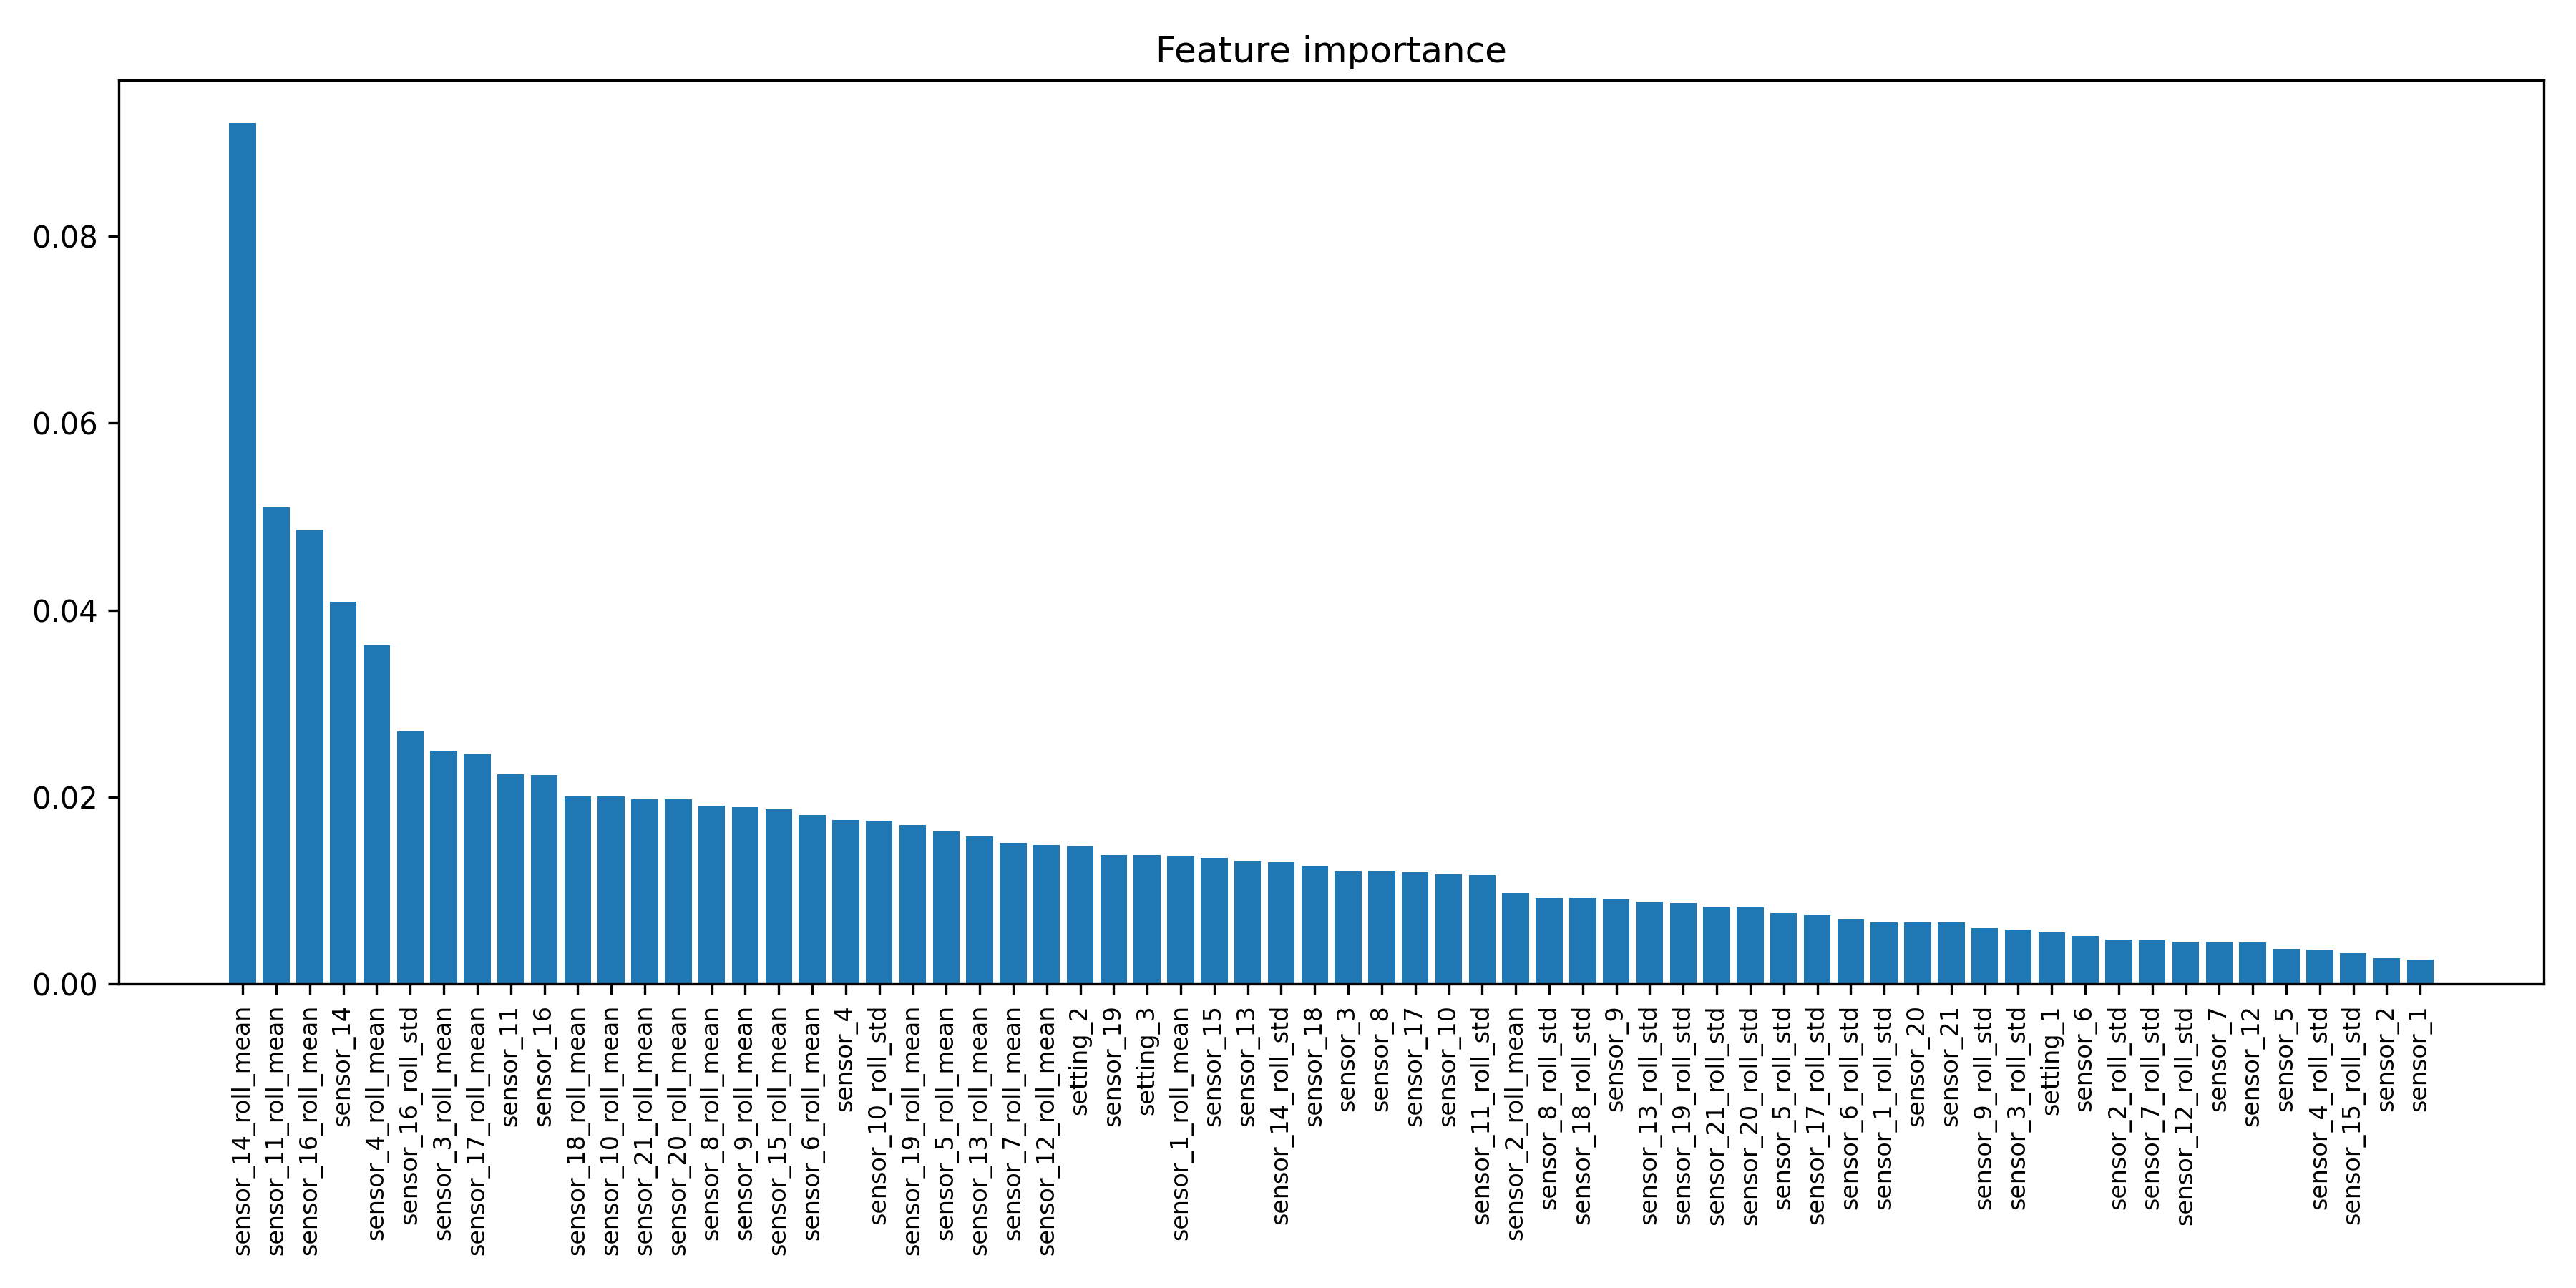 Feature importance
0.08
0.06
0.04
0.02
0.00
sensor_14_roll_mean
sensor_11_roll_mean
sensor_16_roll_mean
sensor_14
sensor_4_roll_mean
sensor_16_roll_std
sensor_3_roll_mean
sensor_17_roll_mean
sensor_11
sensor_16
sensor_18_roll_mean
sensor_10_roll_mean
sensor_21_roll_mean
sensor_20_roll_mean
sensor_8_roll_mean
sensor_9_roll_mean
sensor_15_roll_mean
sensor_6_roll_mean
sensor_4
sensor_10_roll_std
sensor_19_roll_mean
sensor_5_roll_mean
sensor_13_roll_mean
sensor_7_roll_mean
sensor_12_roll_mean
setting_2
sensor_19
setting_3
sensor_1_roll_mean
sensor_15
sensor_13
sensor_14_roll_std
sensor_18
sensor_3
sensor_8
sensor_17
sensor_10
sensor_11_roll_std
sensor_2_roll_mean
sensor_8_roll_std
sensor_18_roll_std
sensor_9
sensor_13_roll_std
sensor_19_roll_std
sensor_21_roll_std
sensor_20_roll_std
sensor_5_roll_std
sensor_17_roll_std
sensor_6_roll_std
sensor_1_roll_std
sensor_20
sensor_21
sensor_9_roll_std
sensor_3_roll_std
setting_1
sensor_6
sensor_2_roll_std
sensor_7_roll_std
sensor_12_roll_std
sensor_7
sensor_12
sensor_5
sensor_4_roll_std
sensor_15_roll_std
sensor_2
sensor_1